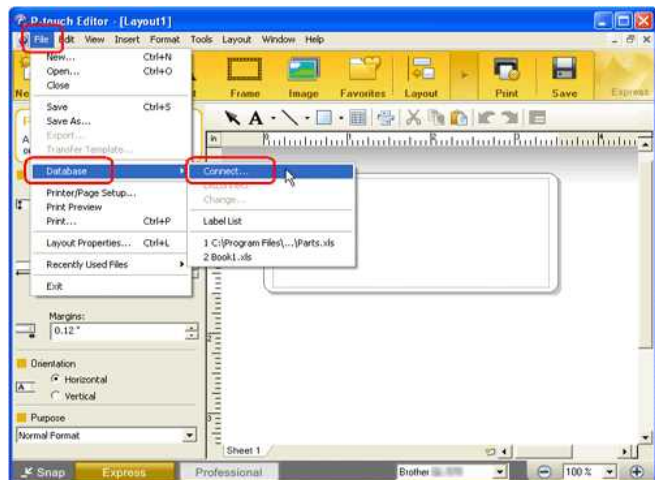 P-touch Editor - [Layout1]
File Edit View Insert Format Tools Layout Window Help
New... Ctrl+N
Open... Ctrl+O
Close
Save Ctrl+S
Save As...
Export...
Transfer Template...
Database
Printer/Page Setup...
Print Preview
Print... Ctrl+P
Layout Properties... Ctrl+L
Recently Used Files
Exit
Connect...
Disconnect
Change...
Label List
1 C:\Program Files\...\Parts.xls
2 Book1.xls
Frame Image Favorites Layout Print Save Express
A
in
Margins:
0.12"
Orientation
A
Horizontal
Vertical
Purpose
Normal Format
Sheet 1
Snap Express Professional Brother 100 %